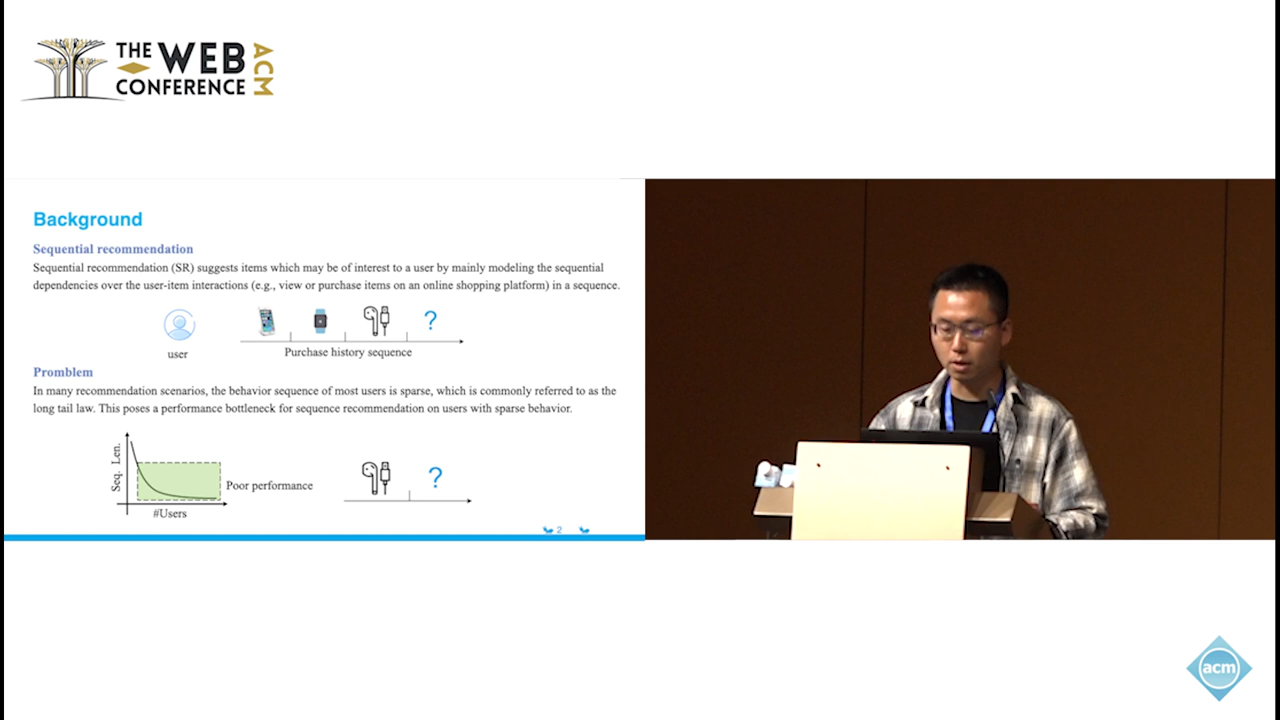 THE WEB
CONFERENCE
ACM
Background
Sequential recommendation
Sequential recommendation (SR) suggests items which may be of interest to a user by mainly modeling the sequential
dependencies over the user-item interactions (e.g., view or purchase items on an online shopping platform) in a sequence.
?
user
Purchase history sequence
Promblem
In many recommendation scenarios, the behavior sequence of most users is sparse, which is commonly referred to as the
long tail law. This poses a performance bottleneck for sequence recommendation on users with sparse behavior.
Seq. Len.
#Users
Poor performance
?
2
acm